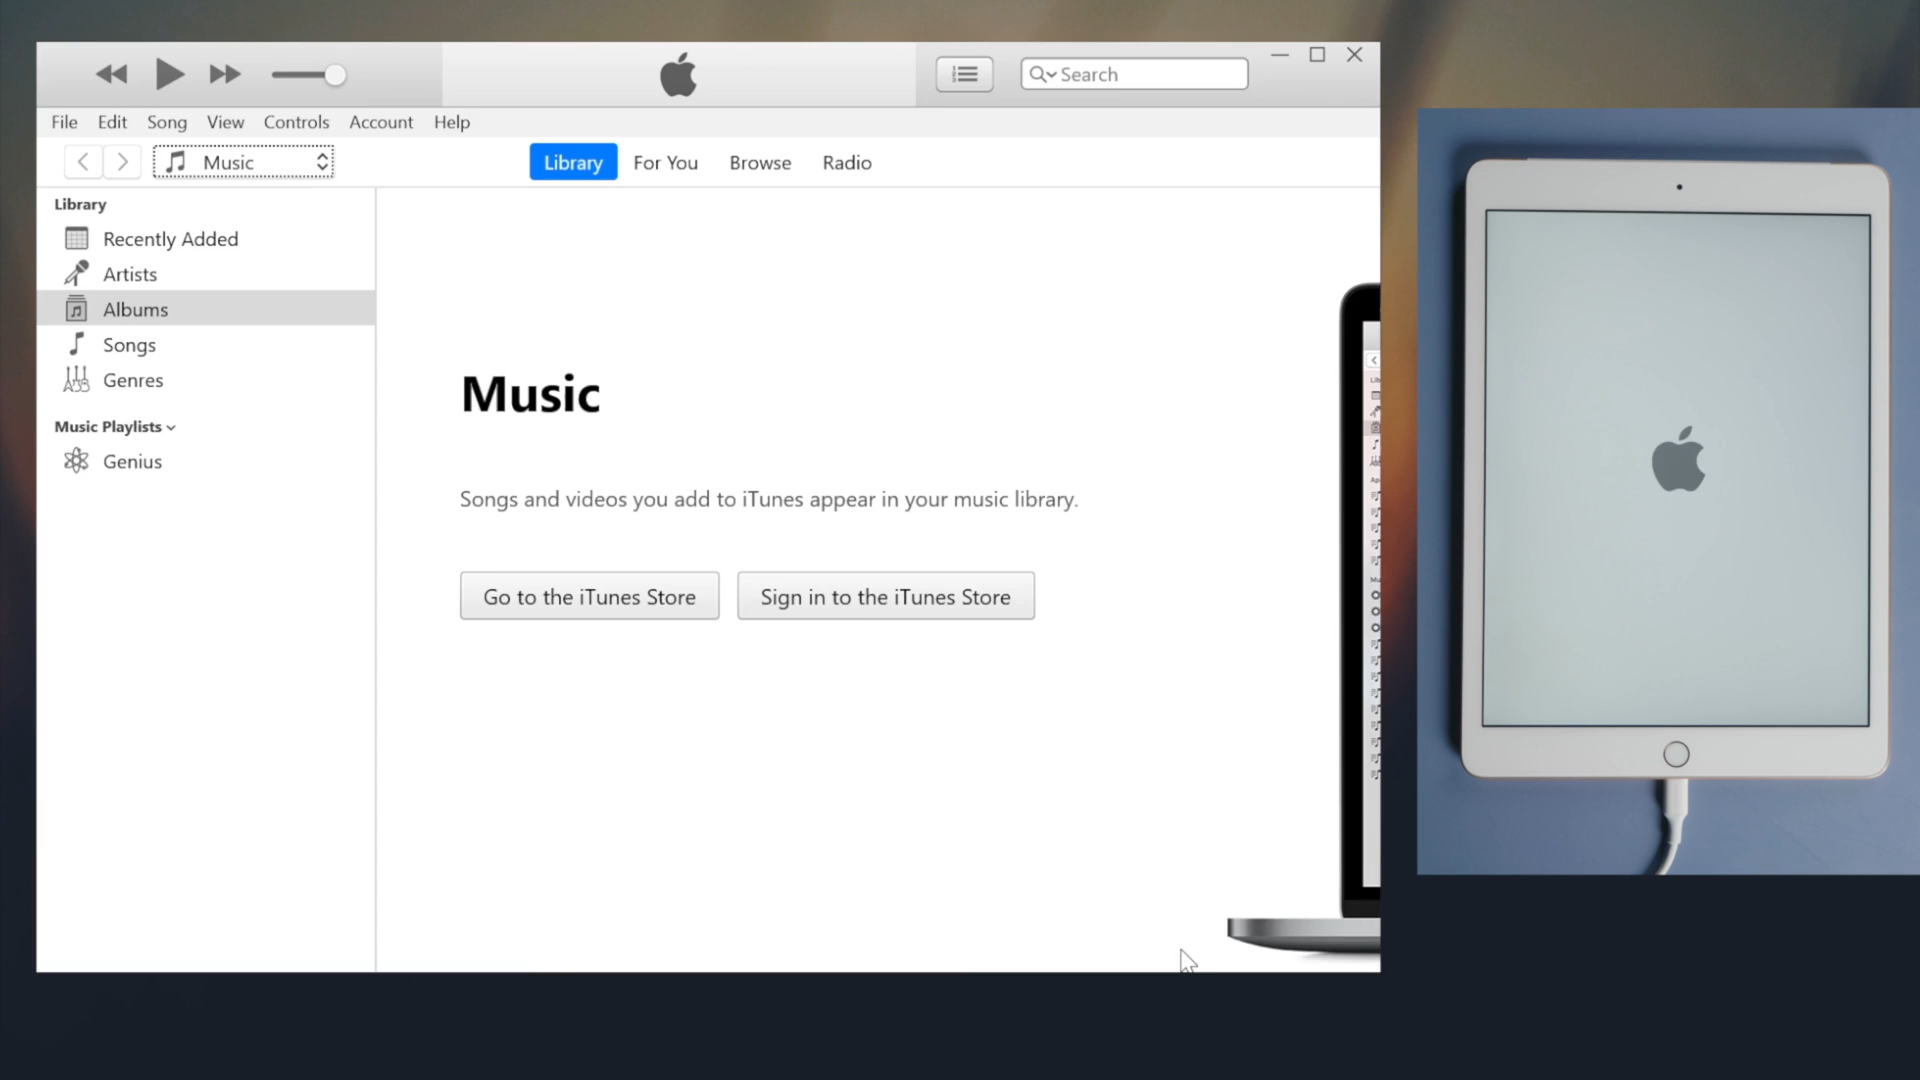 Search
File Edit Song View Controls Account Help
Music
Library For You Browse Radio
Library
Recently Added
Artists
Albums
Songs
Genres
Music Playlists
Genius
Music
Songs and videos you add to iTunes appear in your music library.
Go to the iTunes Store
Sign in to the iTunes Store